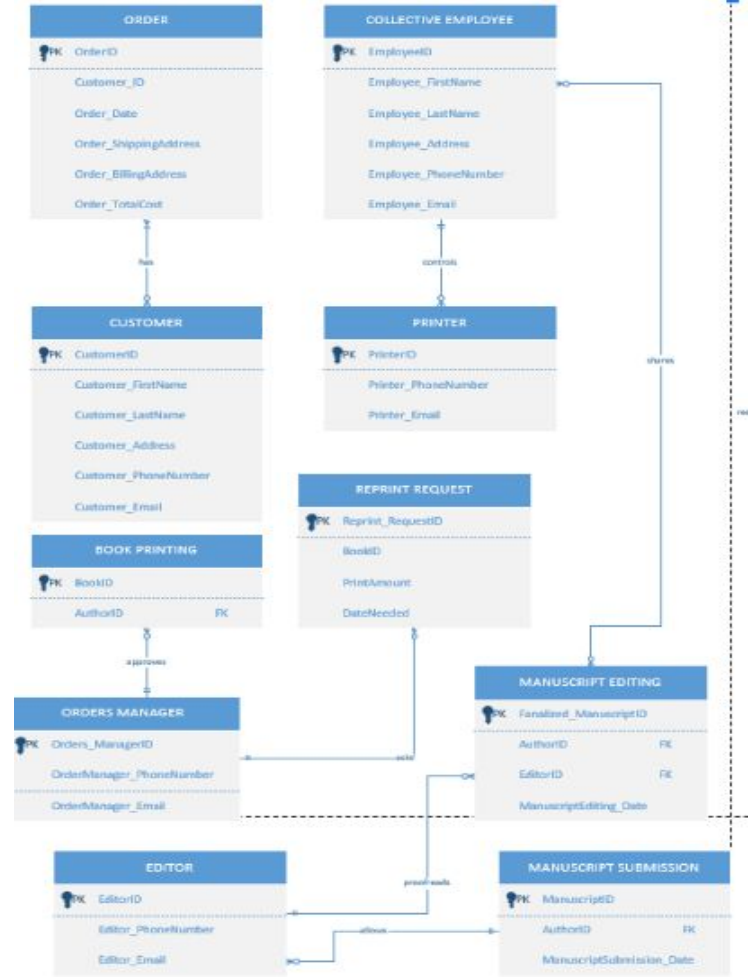 ORDER
PK OrderID
Customer_ID
Order_Date
Order_ShippingAddress
Order_BillingAddress
Order_TotalCost
has
COLLECTIVE EMPLOYEE
PK EmployeeID
Employee_FirstName
Employee_LastName
Employee_Address
Employee_PhoneNumber
Employee_Email
controls
CUSTOMER
PK CustomerID
Customer_FirstName
Customer_LastName
Customer_Address
Customer_PhoneNumber
Customer_Email
PRINTER
PK PrinterID
Printer_PhoneNumber
Printer_Email
shares
REPRINT REQUEST
PK Reprint_RequestID
BookID
PrintAmount
DateNeeded
BOOK PRINTING
PK BookID
AuthorID FK
approves
ORDERS MANAGER
PK Orders_ManagerID
OrderManager_PhoneNumber
OrderManager_Email
MANUSCRIPT EDITING
PK Fanalized_ManuscriptID
AuthorID FK
EditorID FK
ManuscriptEditing_Date
EDITOR
PK EditorID
Editor_PhoneNumber
Editor_Email
proof reads
allows
MANUSCRIPT SUBMISSION
PK ManuscriptID
AuthorID FK
ManuscriptSubmission_Date